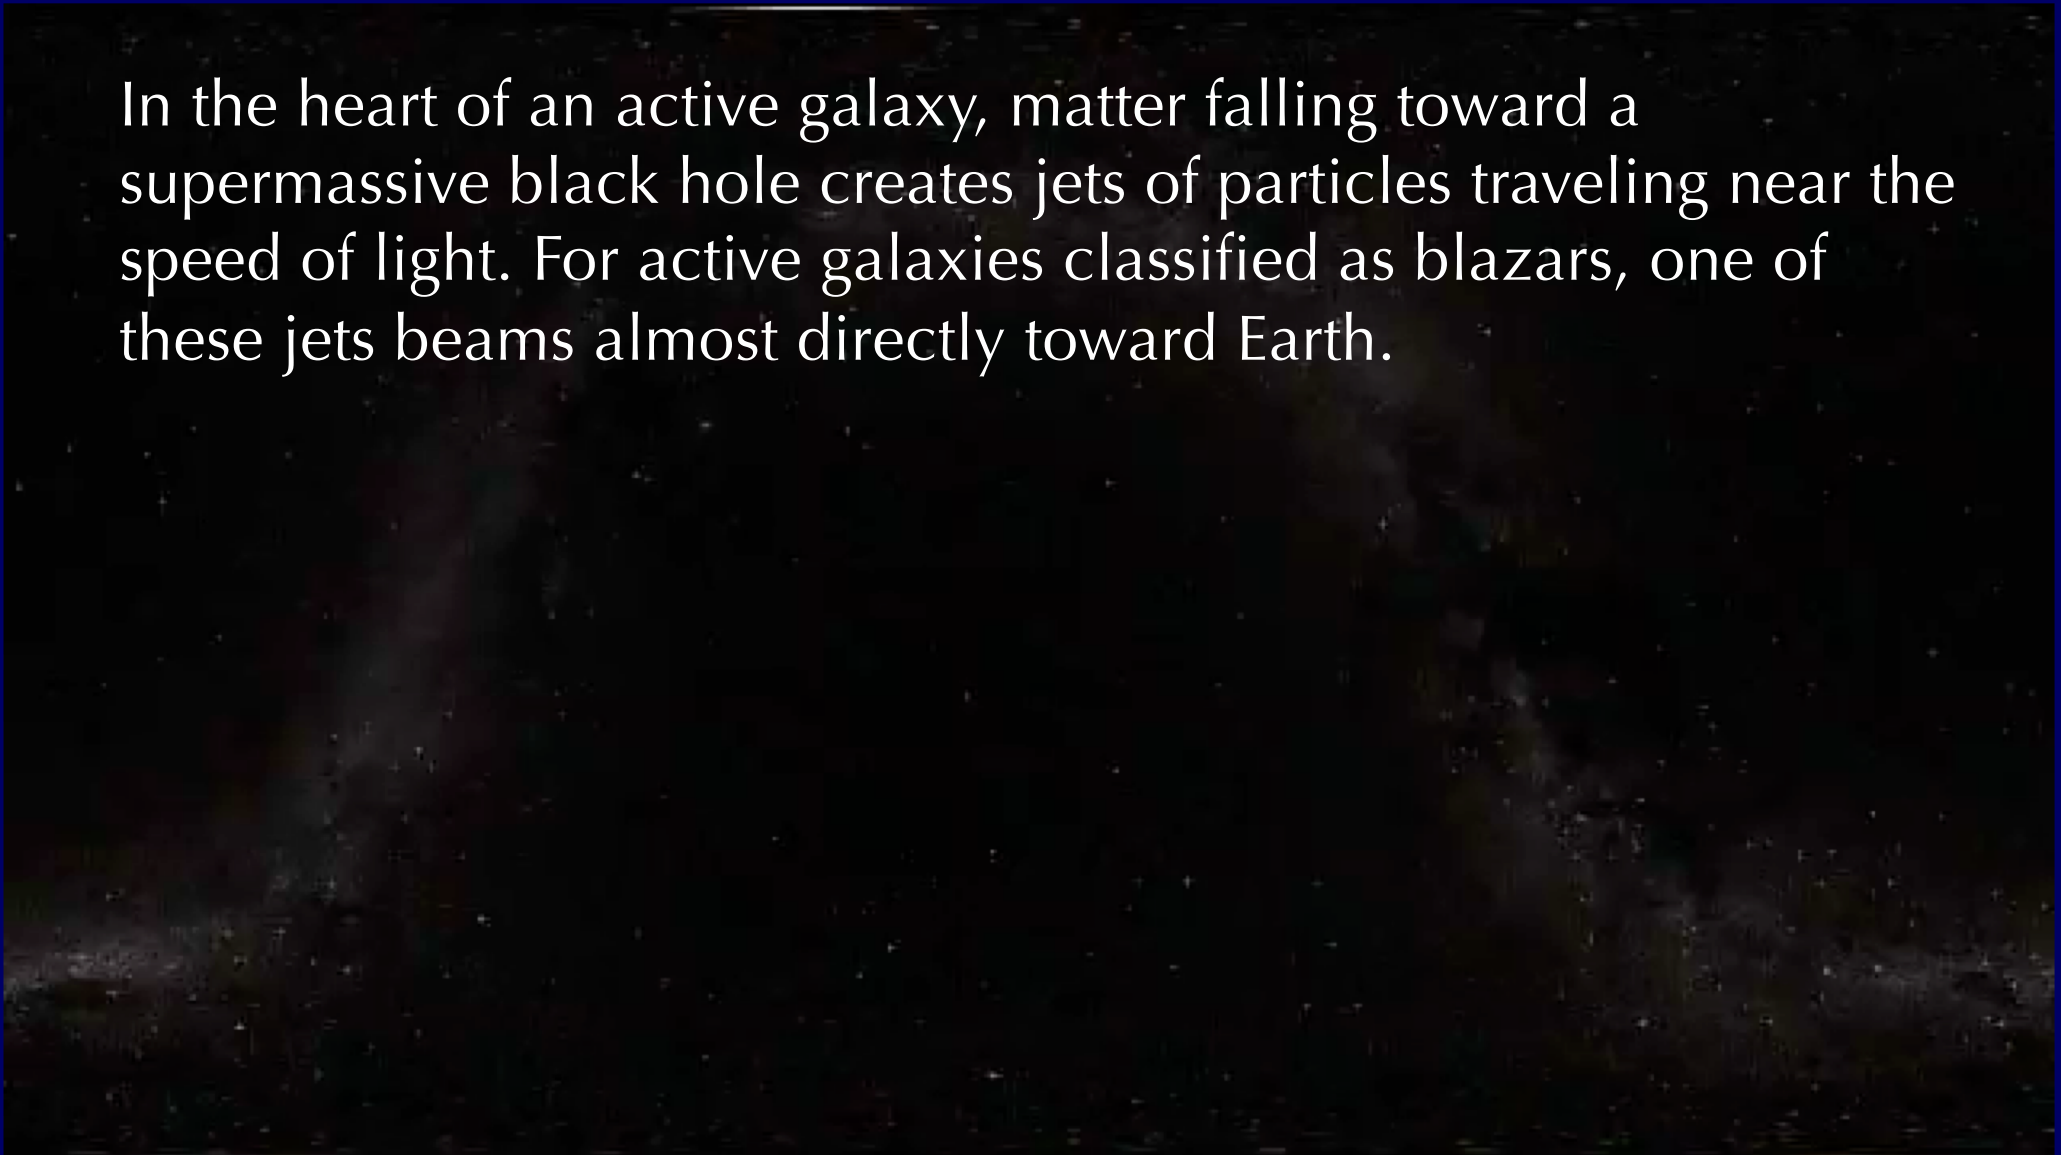 In the heart of an active galaxy, matter falling toward a
supermassive black hole creates jets of particles traveling near the
speed of light. For active galaxies classified as blazars, one of
these jets beams almost directly toward Earth.